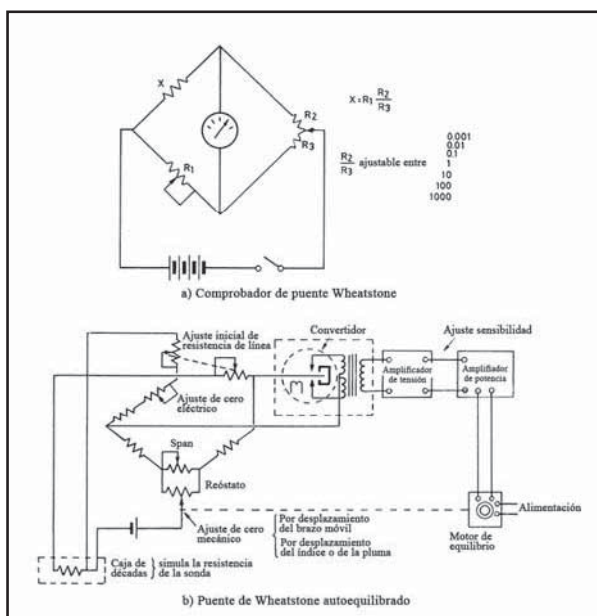 X
R₂
R₃
R₁
X = R₁ R₂ / R₃
R₂ / R₃ ajustable entre
0.001
0.01
0.1
1
10
100
1000
a) Comprobador de puente Wheatstone
Ajuste inicial de
resistencia de línea
Convertidor
Ajuste sensibilidad
Amplificador
de tensión
Amplifiador
de potencia
Ajuste de cero
eléctrico
Span
Reóstato
Ajuste de cero
mecánico
Por desplazamiento
del brazo móvil
Por desplazamiento
del índice o de la pluma
Alimentación
Motor de
equilibrio
Caja de
décadas
simula la resistencia
de la sonda
b) Puente de Wheatstone autoequilibrado